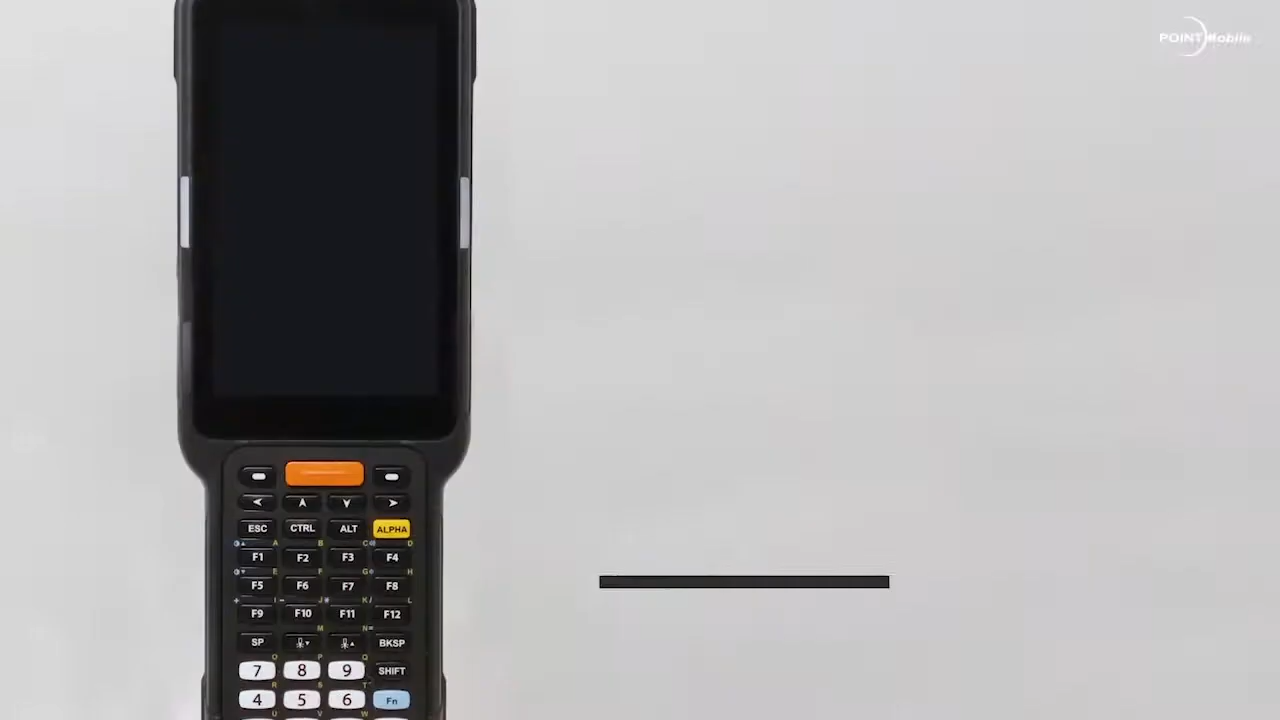 POINT Mobile
ESC CTRL ALT ALPHA
A B C D
F1 F2 F3 F4
E F G H
F5 F6 F7 F8
I J K L
F9 F10 F11 F12
M N
SP BKSP
O P Q
7 8 9 SHIFT
R S T
4 5 6 Fn
U V W